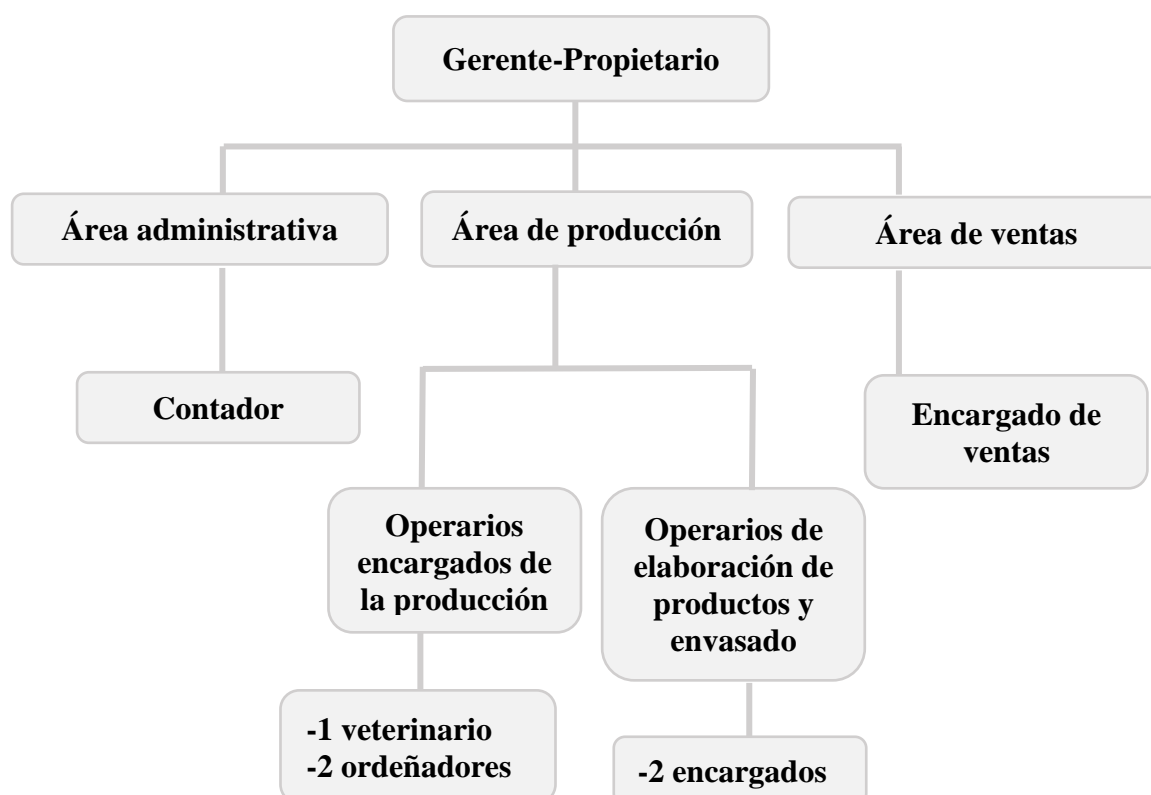 Gerente-Propietario
Área administrativa
Área de producción
Área de ventas
Contador
Encargado de
ventas
Operarios
encargados de
la producción
Operarios de
elaboración de
productos y
envasado
-1 veterinario
-2 ordeñadores
-2 encargados